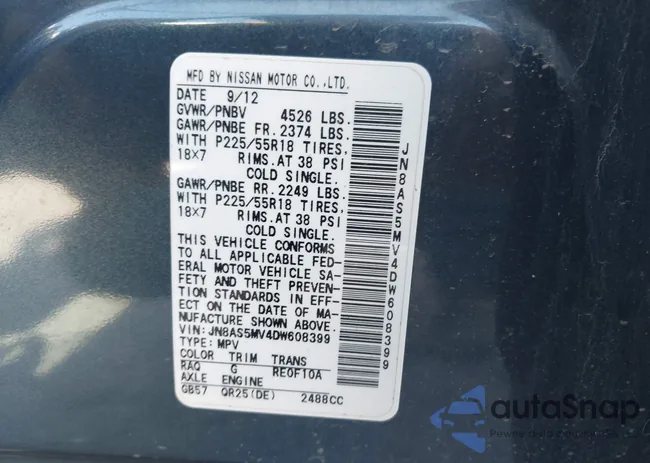 MFD BY NISSAN MOTOR CO.,LTD.
DATE 9/12
GVWR/PNBV 4526 LBS.
GAWR/PNBE FR. 2374 LBS.
WITH P225/55R18 TIRES,
18X7 RIMS. AT 38 PSI
COLD SINGLE.
GAWR/PNBE RR. 2249 LBS.
WITH P225/55R18 TIRES,
18X7 RIMS. AT 38 PSI
COLD SINGLE.
THIS VEHICLE CONFORMS
TO ALL APPLICABLE FED-
ERAL MOTOR VEHICLE SA-
FETY AND THEFT PREVEN-
TION STANDARDS IN EFF-
ECT ON THE DATE OF MA-
NUFACTURE SHOWN ABOVE.
VIN: JN8AS5MV4DW608399
TYPE: MPV
COLOR TRIM TRANS
RAQ G RE0F10A
AXLE ENGINE
GB57 QR25(DE) 2488CC
JN8AS5MV4DW608399
autoSnap
Pewne auta z Ameryki